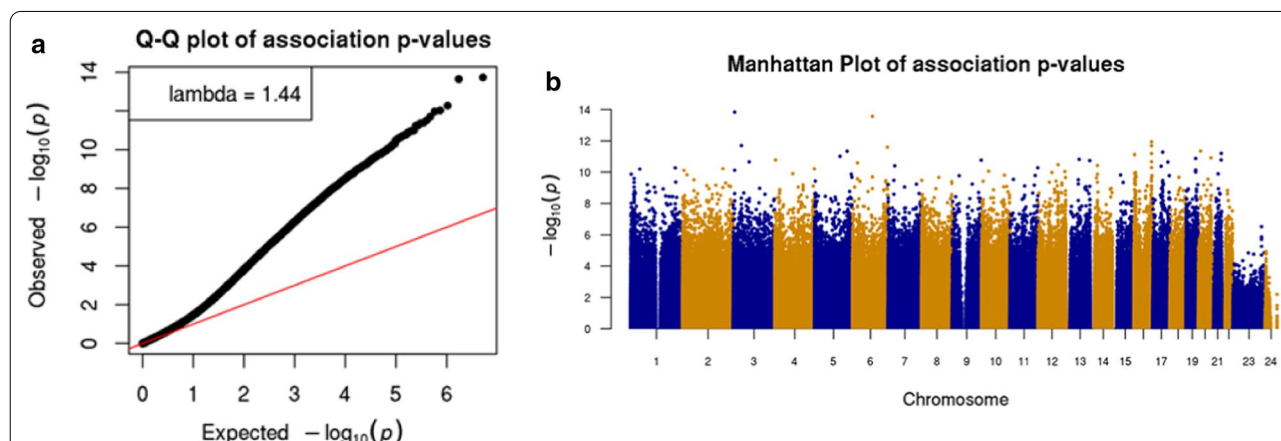 a
Q-Q plot of association p-values
lambda = 1.44
Observed −log10(p)
14
10
8
6
4
2
0
0 1 2 3 4 5 6
Expected −log10(p)
b
Manhattan Plot of association p-values
−log10(p)
14
12
10
8
6
4
2
0
1 2 3 4 5 6 7 8 9 10 11 12 13 14 15 17 19 21 23 24
Chromosome